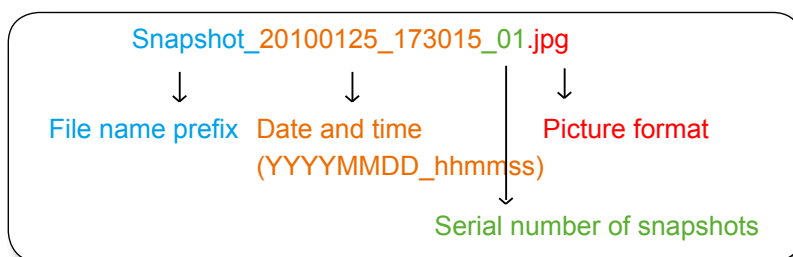 Snapshot_20100125_173015_01.jpg
File name prefix Date and time Picture format
(YYYYMMDD_hhmmss)
Serial number of snapshots